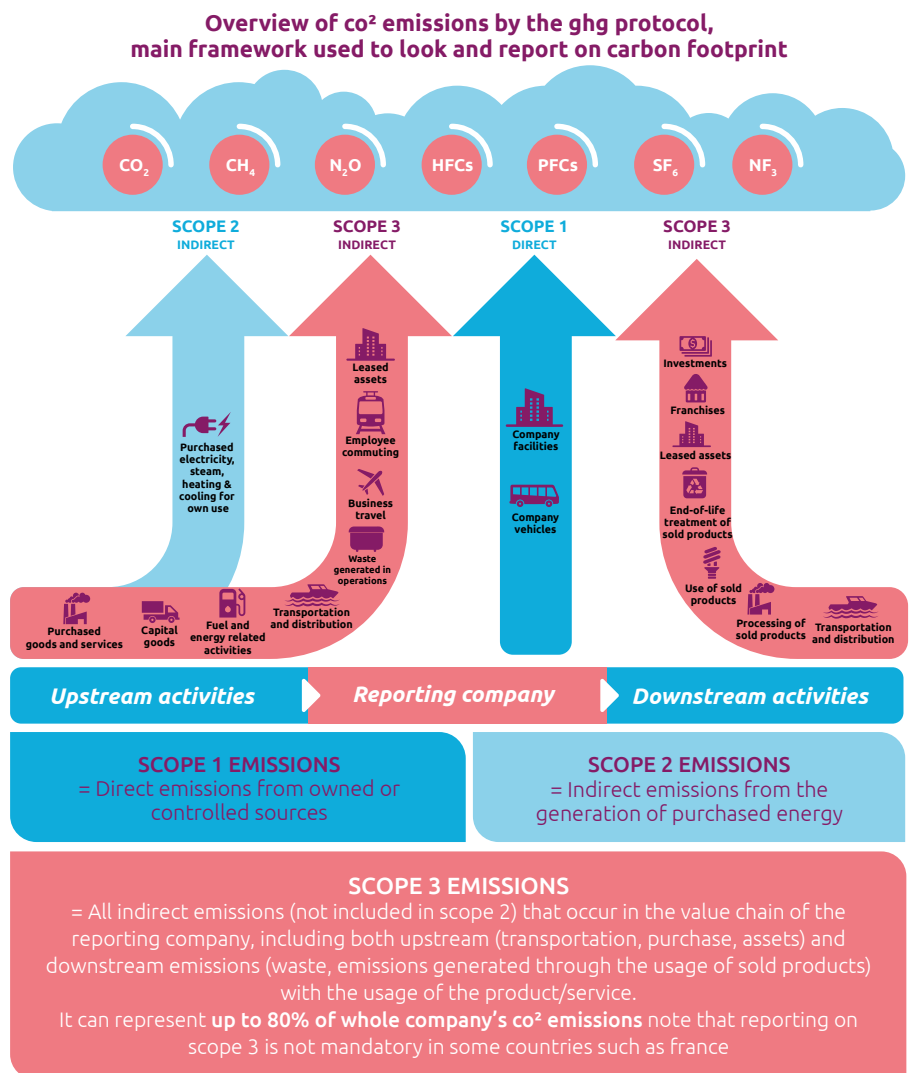 Overview of co² emissions by the ghg protocol,
main framework used to look and report on carbon footprint
CO₂
CH₄
N₂O
HFCs
PFCs
SF₆
NF₃
SCOPE 2
INDIRECT
SCOPE 3
INDIRECT
SCOPE 1
DIRECT
SCOPE 3
INDIRECT
Purchased
electricity,
steam,
heating &
cooling for
own use
Leased
assets
Employee
commuting
Business
travel
Waste
generated in
operations
Company
facilities
Company
vehicles
Investments
Franchises
Leased assets
End-of-life
treatment of
sold products
Use of sold
products
Purchased
goods and services
Capital
goods
Fuel and
energy related
activities
Transportation
and distribution
Processing of
sold products
Transportation
and distribution
Upstream activities
Reporting company
Downstream activities
SCOPE 1 EMISSIONS
= Direct emissions from owned or
controlled sources
SCOPE 2 EMISSIONS
= Indirect emissions from the
generation of purchased energy
SCOPE 3 EMISSIONS
= All indirect emissions (not included in scope 2) that occur in the value chain of the
reporting company, including both upstream (transportation, purchase, assets) and
downstream emissions (waste, emissions generated through the usage of sold products)
with the usage of the product/service.
It can represent up to 80% of whole company's co² emissions note that reporting on
scope 3 is not mandatory in some countries such as france